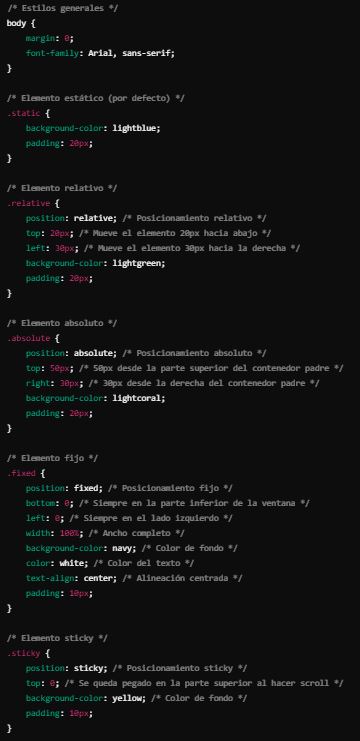 /* Estilos generales */
body {
    margin: 0;
    font-family: Arial, sans-serif;
}

/* Elemento estático (por defecto) */
.static {
    background-color: lightblue;
    padding: 20px;
}

/* Elemento relativo */
.relative {
    position: relative; /* Posicionamiento relativo */
    top: 20px; /* Mueve el elemento 20px hacia abajo */
    left: 30px; /* Mueve el elemento 30px hacia la derecha */
    background-color: lightgreen;
    padding: 20px;
}

/* Elemento absoluto */
.absolute {
    position: absolute; /* Posicionamiento absoluto */
    top: 50px; /* 50px desde la parte superior del contenedor padre */
    right: 30px; /* 30px desde la derecha del contenedor padre */
    background-color: lightcoral;
    padding: 20px;
}

/* Elemento fijo */
.fixed {
    position: fixed; /* Posicionamiento fijo */
    bottom: 0; /* Siempre en la parte inferior de la ventana */
    left: 0; /* Siempre en el lado izquierdo */
    width: 100%; /* Ancho completo */
    background-color: navy; /* Color de fondo */
    color: white; /* Color del texto */
    text-align: center; /* Alineación centrada */
    padding: 10px;
}

/* Elemento sticky */
.sticky {
    position: sticky; /* Posicionamiento sticky */
    top: 0; /* Se queda pegado en la parte superior al hacer scroll */
    background-color: yellow; /* Color de fondo */
    padding: 10px;
}